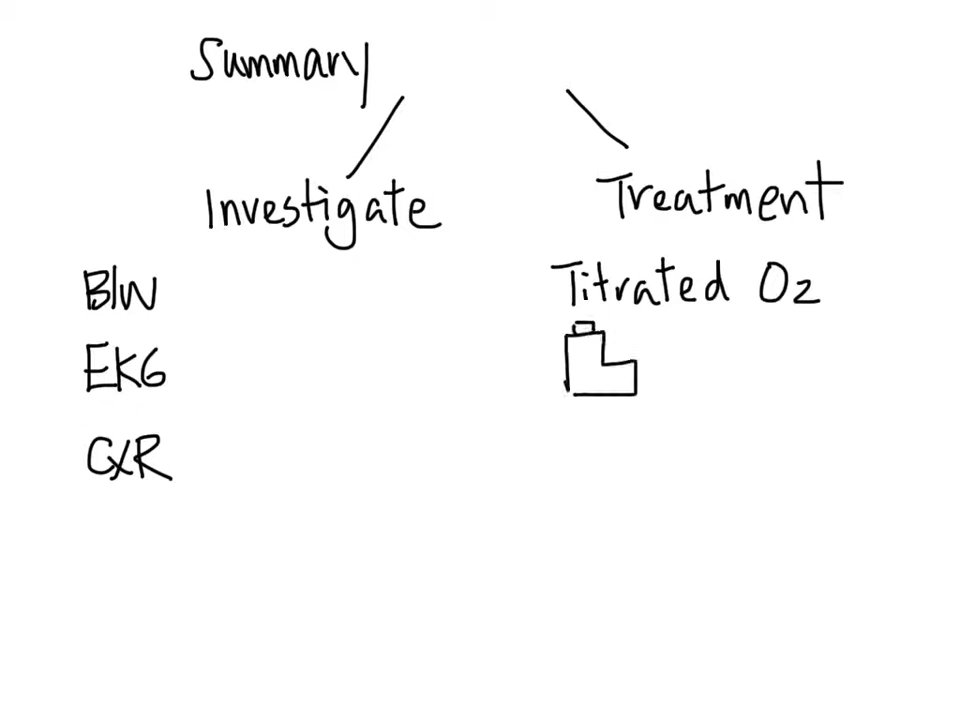 Summary
Investigate
Treatment
B/W
Titrated O2
EKG
CXR